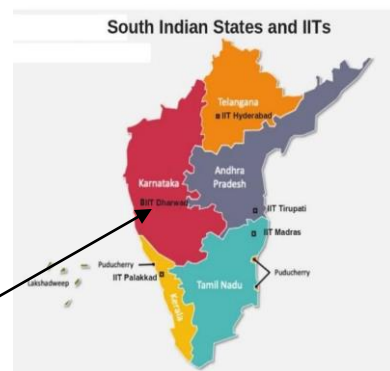 South Indian States and IITs
Telangana
IIT Hyderabad
Andhra
Pradesh
Karnataka
IIT Dharwad
IIT Tirupati
IIT Madras
Puducherry
Lakshadweep
IIT Palakkad
Kerala
Tamil Nadu
Puducherry